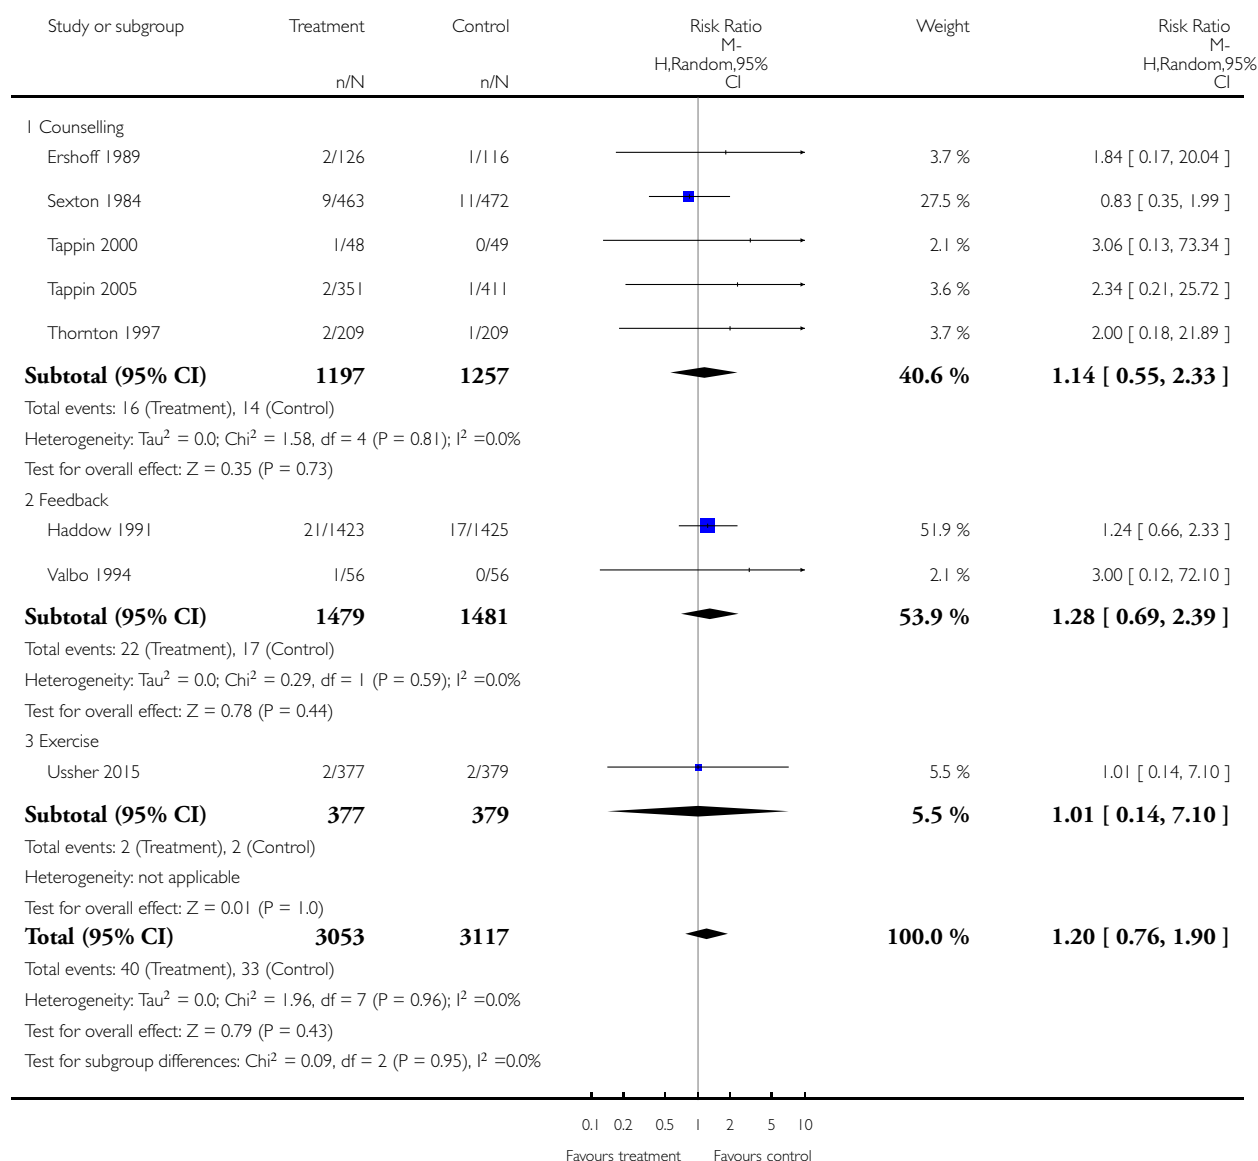 Study or subgroup Treatment Control Risk Ratio Weight Risk Ratio
M- M-
H,Random,95% H,Random,95%
n/N n/N CI CI
1 Counselling
Ershoff 1989 2/126 1/116 3.7 % 1.84 [ 0.17, 20.04 ]
Sexton 1984 9/463 11/472 27.5 % 0.83 [ 0.35, 1.99 ]
Tappin 2000 1/48 0/49 2.1 % 3.06 [ 0.13, 73.34 ]
Tappin 2005 2/351 1/411 3.6 % 2.34 [ 0.21, 25.72 ]
Thornton 1997 2/209 1/209 3.7 % 2.00 [ 0.18, 21.89 ]
Subtotal (95% CI) 1197 1257 40.6 % 1.14 [ 0.55, 2.33 ]
Total events: 16 (Treatment), 14 (Control)
Heterogeneity: Tau² = 0.0; Chi² = 1.58, df = 4 (P = 0.81); I² =0.0%
Test for overall effect: Z = 0.35 (P = 0.73)
2 Feedback
Haddow 1991 21/1423 17/1425 51.9 % 1.24 [ 0.66, 2.33 ]
Valbo 1994 1/56 0/56 2.1 % 3.00 [ 0.12, 72.10 ]
Subtotal (95% CI) 1479 1481 53.9 % 1.28 [ 0.69, 2.39 ]
Total events: 22 (Treatment), 17 (Control)
Heterogeneity: Tau² = 0.0; Chi² = 0.29, df = 1 (P = 0.59); I² =0.0%
Test for overall effect: Z = 0.78 (P = 0.44)
3 Exercise
Ussher 2015 2/377 2/379 5.5 % 1.01 [ 0.14, 7.10 ]
Subtotal (95% CI) 377 379 5.5 % 1.01 [ 0.14, 7.10 ]
Total events: 2 (Treatment), 2 (Control)
Heterogeneity: not applicable
Test for overall effect: Z = 0.01 (P = 1.0)
Total (95% CI) 3053 3117 100.0 % 1.20 [ 0.76, 1.90 ]
Total events: 40 (Treatment), 33 (Control)
Heterogeneity: Tau² = 0.0; Chi² = 1.96, df = 7 (P = 0.96); I² =0.0%
Test for overall effect: Z = 0.79 (P = 0.43)
Test for subgroup differences: Chi² = 0.09, df = 2 (P = 0.95), I² =0.0%
0.1 0.2 0.5 1 2 5 10
Favours treatment Favours control